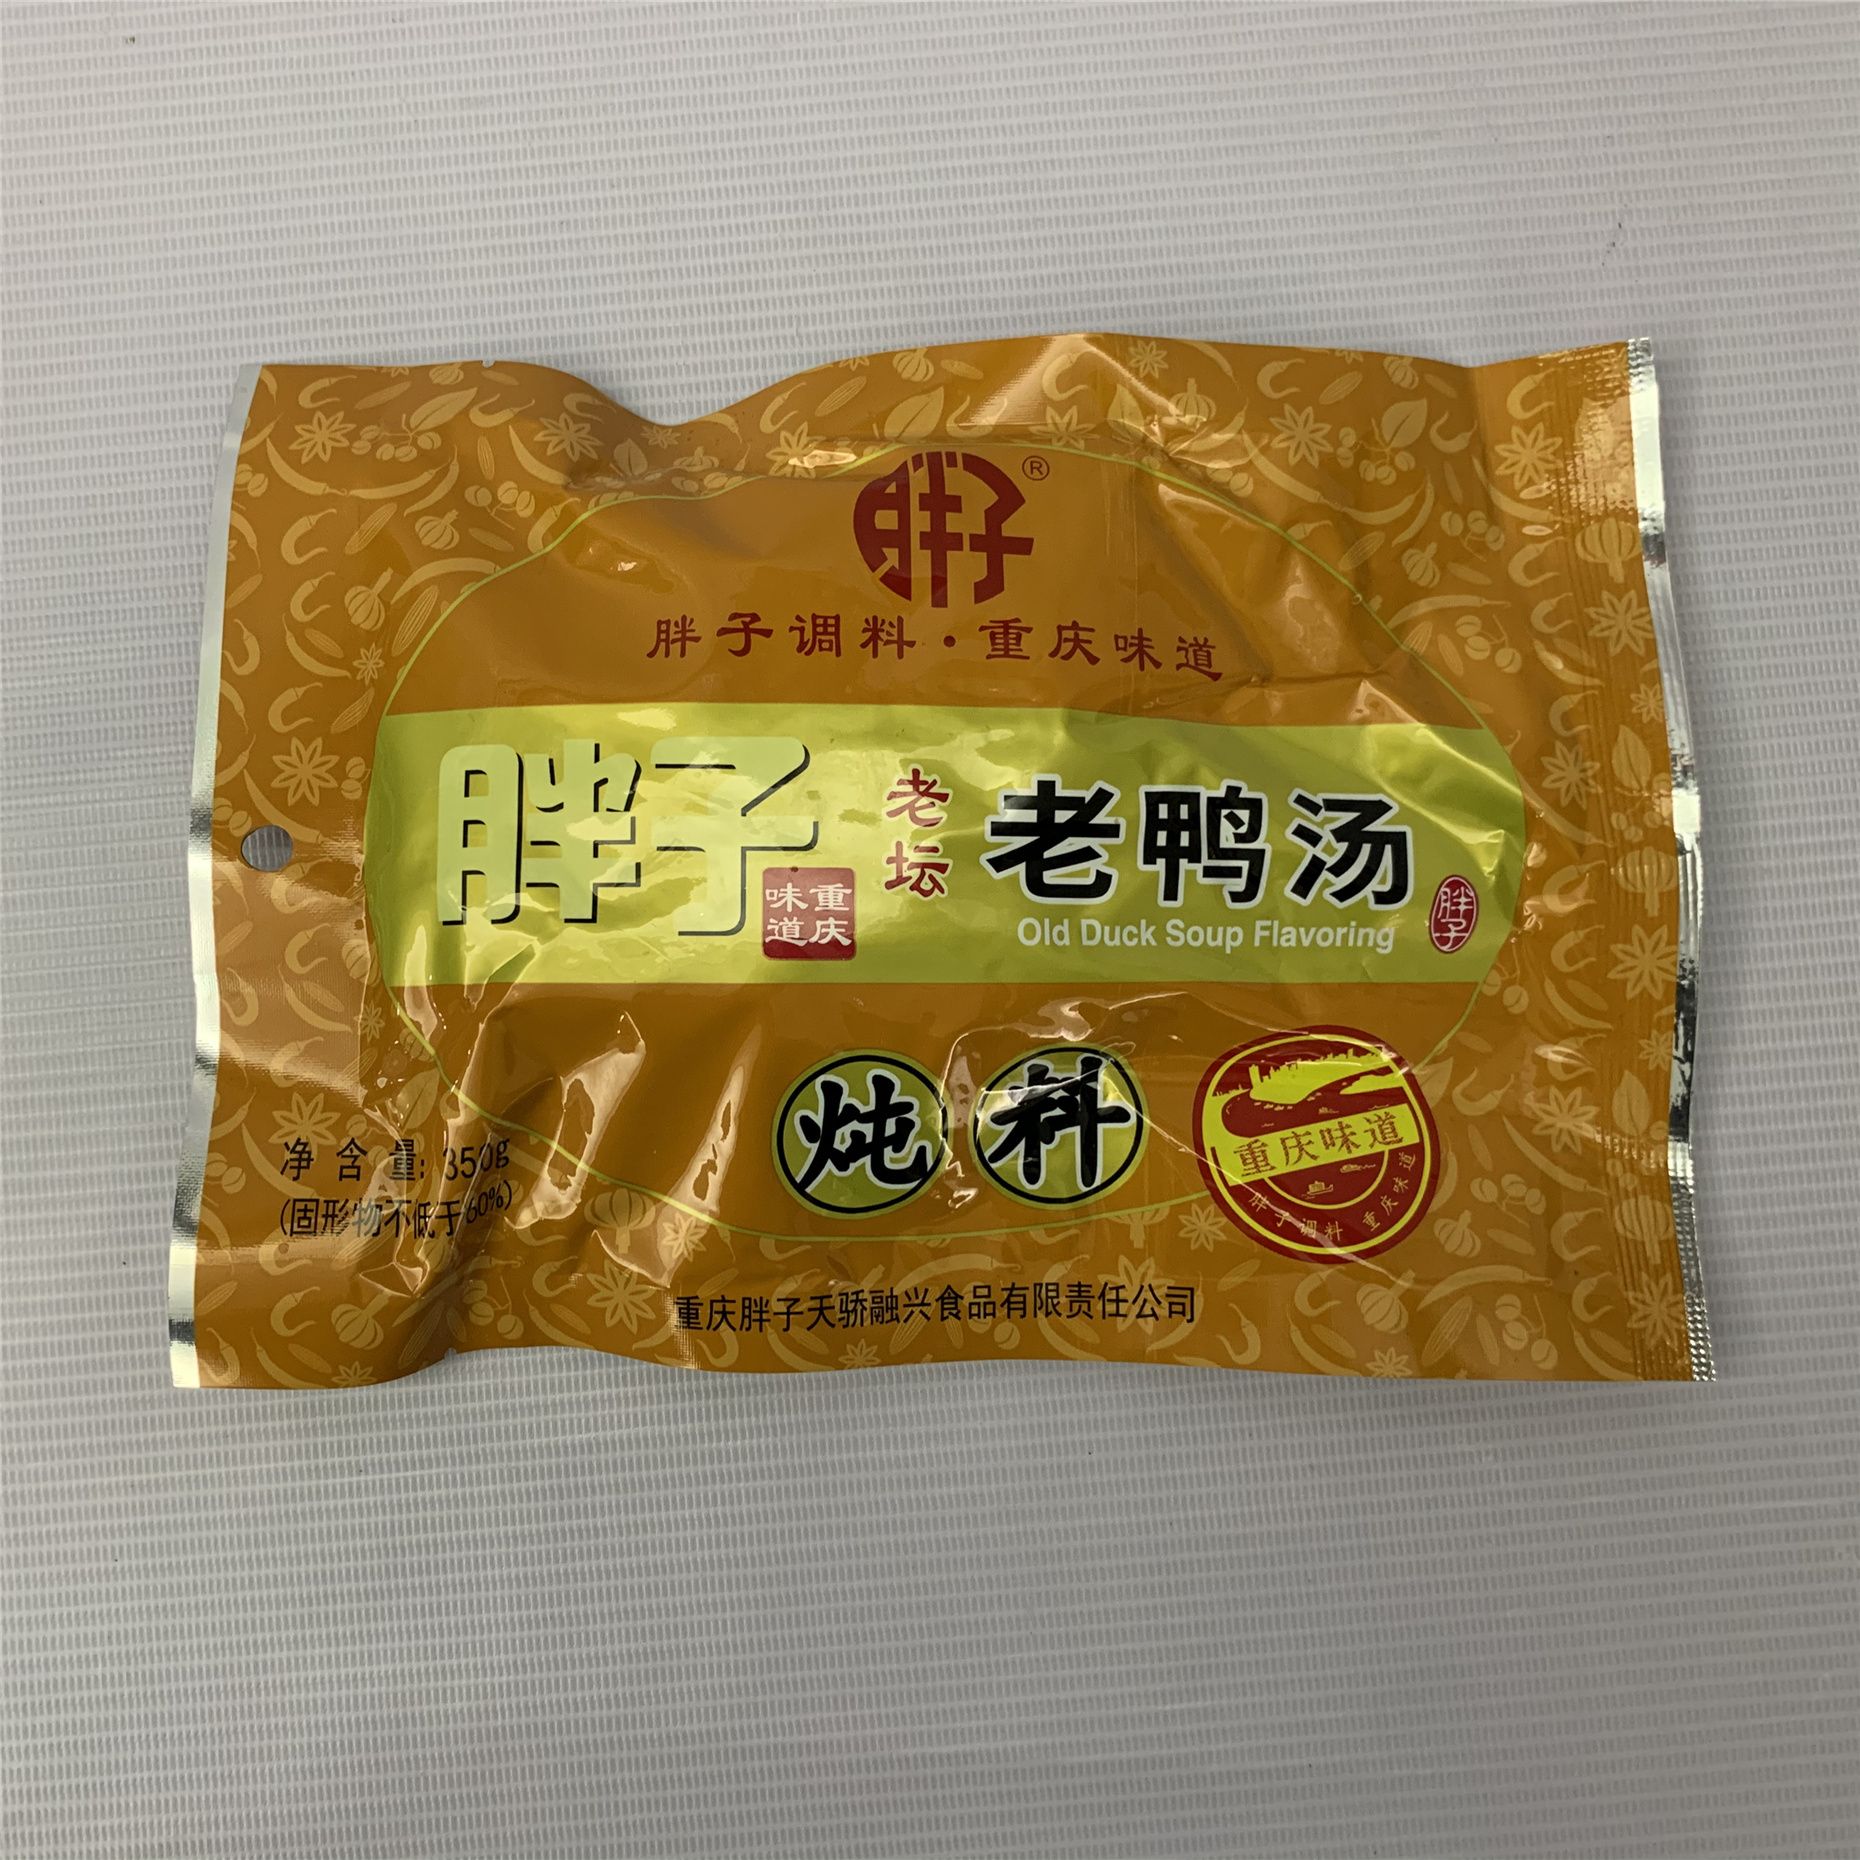 胖子®
胖子调料·重庆味道
胖子
重庆
味道
老坛
老鸭汤
Old Duck Soup Flavoring
胖子
炖料
重庆味道
胖子调料 重庆味道
净含量: 350g
(固形物不低于60%)
重庆胖子天骄融兴食品有限责任公司